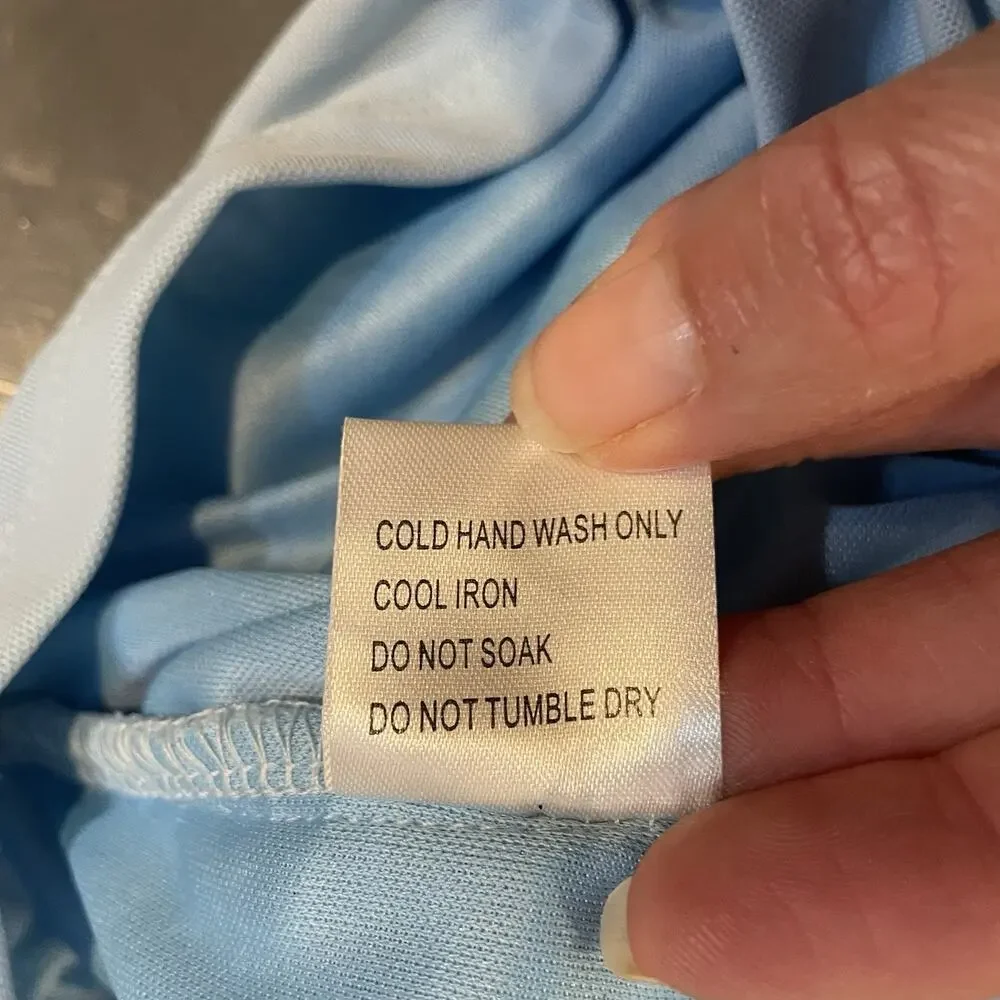 COLD HAND WASH ONLY
COOL IRON
DO NOT SOAK
DO NOT TUMBLE DRY